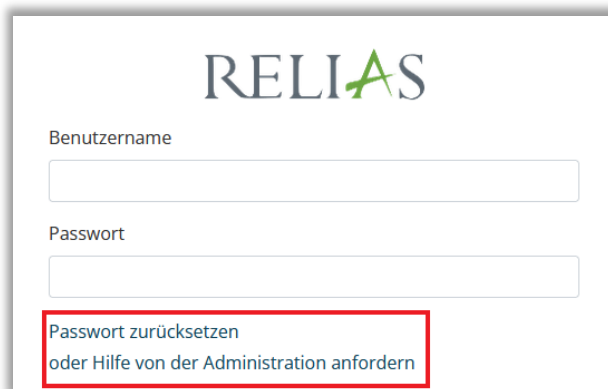 RELIAS
Benutzername
Passwort
Passwort zurücksetzen
oder Hilfe von der Administration anfordern